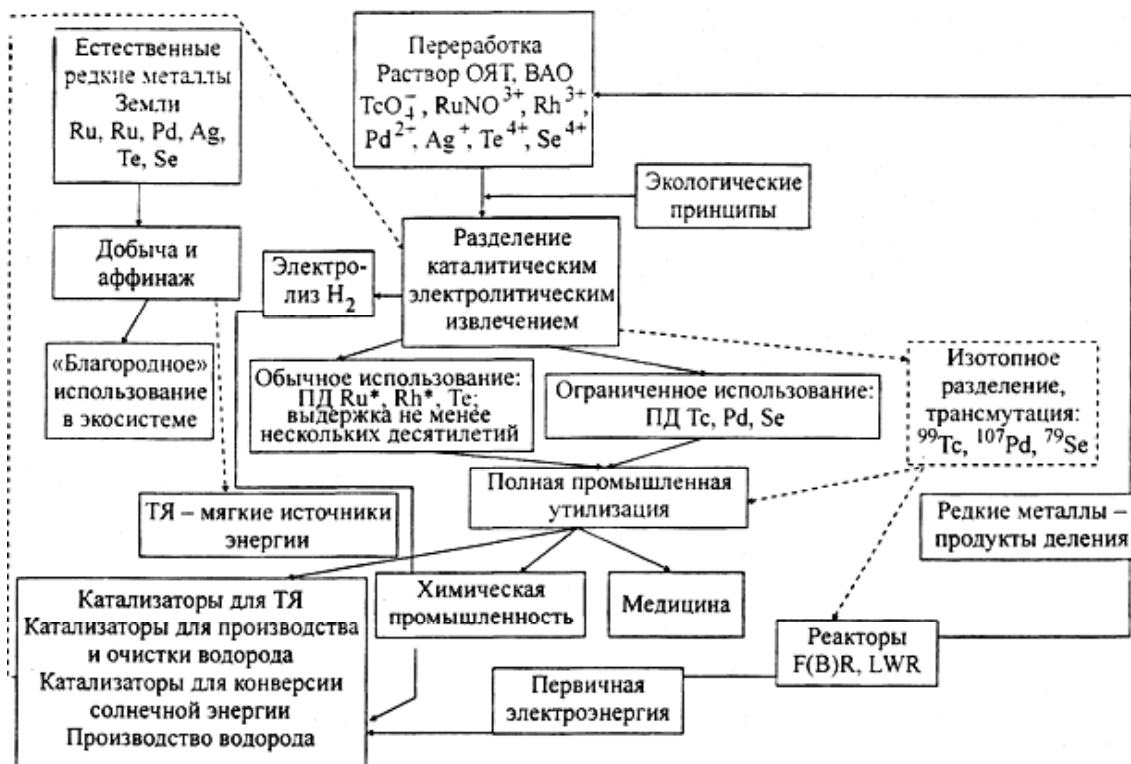 Естественные
редкие металлы
Земли
Ru, Ru, Pd, Ag,
Te, Se
Переработка
Раствор ОЯТ, ВАО
TcO₄⁻, RuNO³⁺, Rh³⁺,
Pd²⁺, Ag⁺, Te⁴⁺, Se⁴⁺
Экологические
принципы
Добыча и
аффинаж
Электро-
лиз H₂
Разделение
каталитическим
электролитическим
извлечением
«Благородное»
использование
в экосистеме
Обычное использование:
ПД Ru*, Rh*, Te;
выдержка не менее
нескольких десятилетий
Ограниченное использование:
ПД Tc, Pd, Se
Изотопное
разделение,
трансмутация:
⁹⁹Tc, ¹⁰⁷Pd, ⁷⁹Se
ТЯ – мягкие источники
энергии
Полная промышленная
утилизация
Редкие металлы –
продукты деления
Катализаторы для ТЯ
Катализаторы для производства
и очистки водорода
Катализаторы для конверсии
солнечной энергии
Производство водорода
Химическая
промышленность
Медицина
Реакторы
F(B)R, LWR
Первичная
электроэнергия